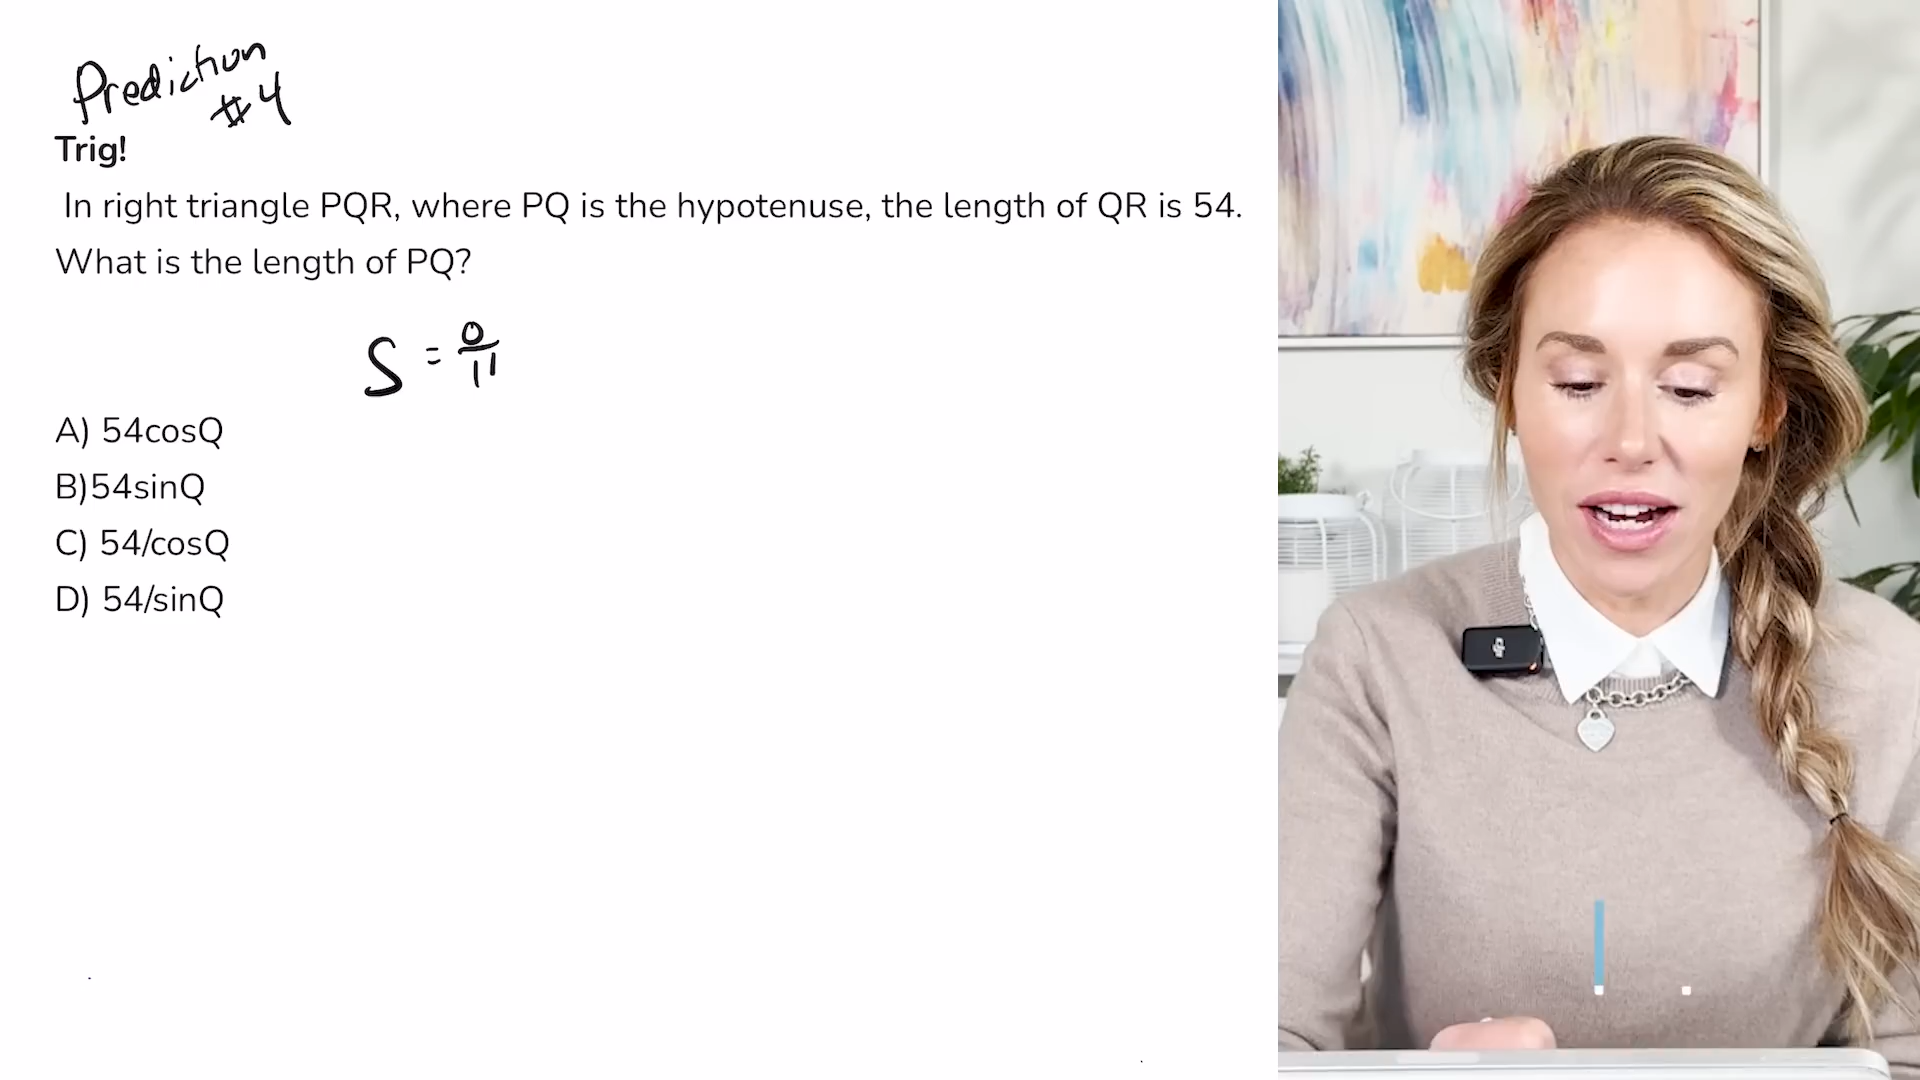 Prediction
#4
Trig!
In right triangle PQR, where PQ is the hypotenuse, the length of QR is 54.
What is the length of PQ?
S = O/
A) 54cosQ
B)54sinQ
C) 54/cosQ
D) 54/sinQ